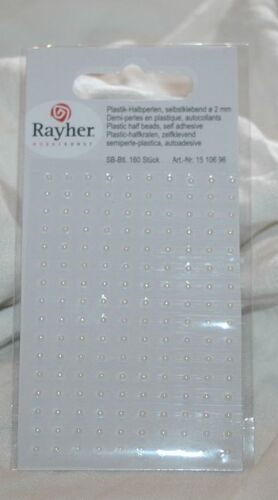 Rayher
HOBBYKUNST
Plastik-Halbperlen, selbstklebend ø 2 mm
Demi-perles en plastique, autocollants
Plastic half beads, self adhesive
Plastic-halfkralen, zelfklevend
semiperle-plastica, autoadesive
SB-Btl. 160 Stück Art.-Nr. 15 106 96